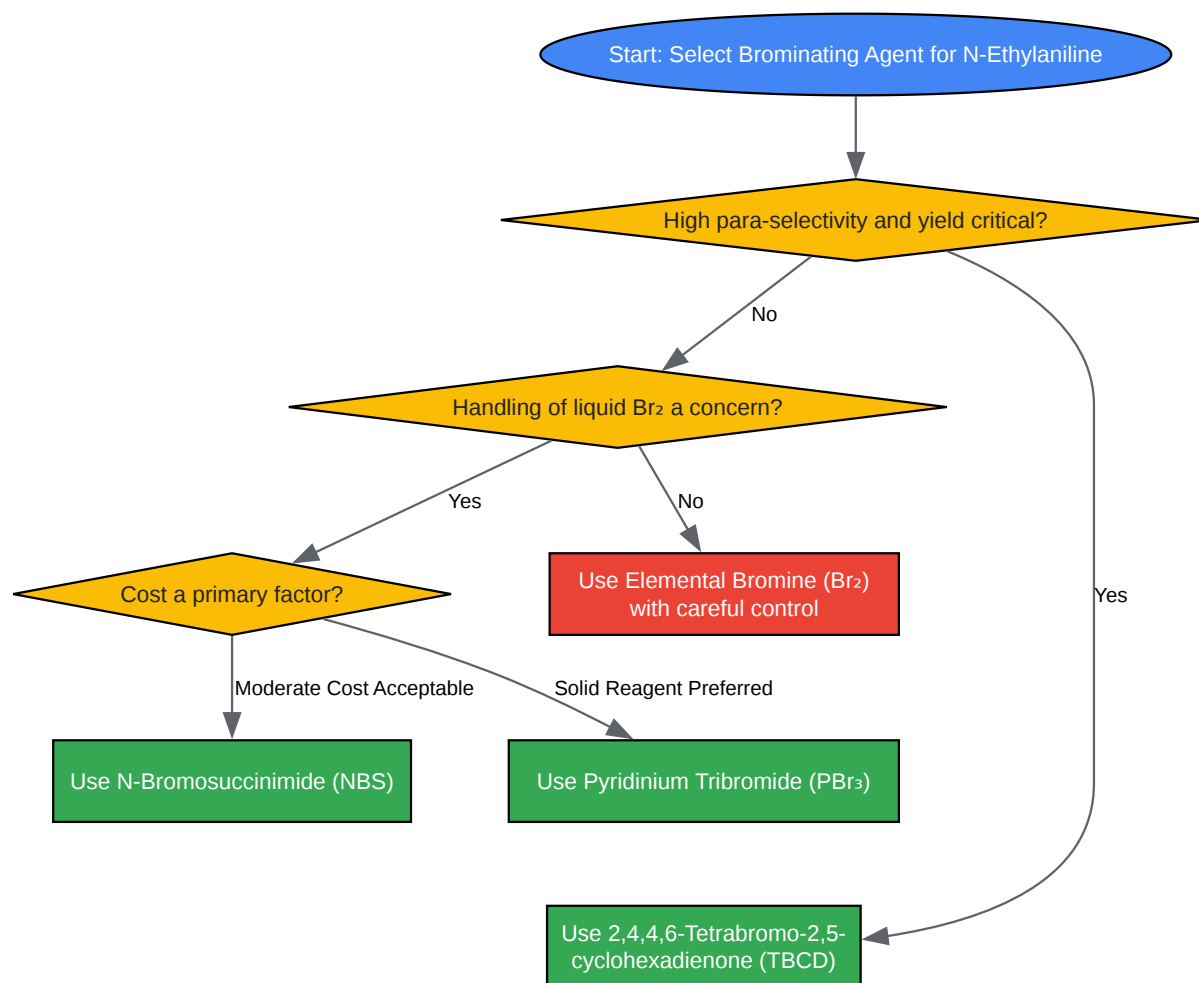 Start: Select Brominating Agent for N-Ethylaniline
High para-selectivity and yield critical?
No
Handling of liquid Br₂ a concern?
Yes
No
Cost a primary factor?
Use Elemental Bromine (Br₂)
with careful control
Yes
Moderate Cost Acceptable
Solid Reagent Preferred
Use N-Bromosuccinimide (NBS)
Use Pyridinium Tribromide (PBr₃)
Use 2,4,4,6-Tetrabromo-2,5-
cyclohexadienone (TBCD)